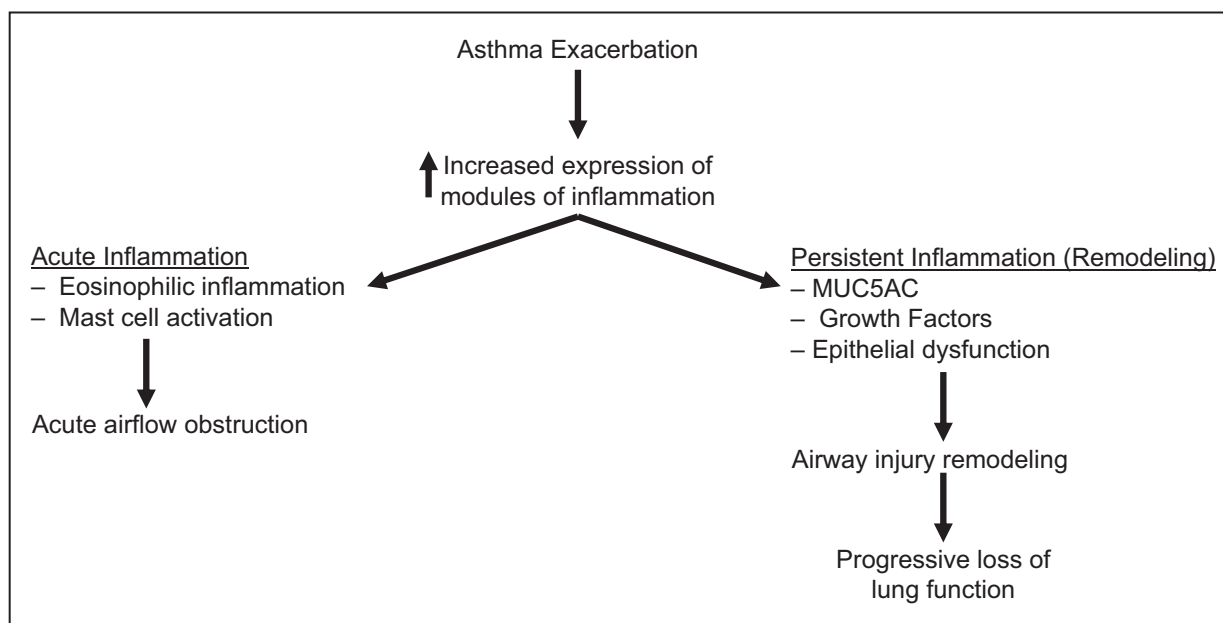 Asthma Exacerbation
Increased expression of
modules of inflammation
Acute Inflammation
– Eosinophilic inflammation
– Mast cell activation
Acute airflow obstruction
Persistent Inflammation (Remodeling)
– MUC5AC
– Growth Factors
– Epithelial dysfunction
Airway injury remodeling
Progressive loss of
lung function